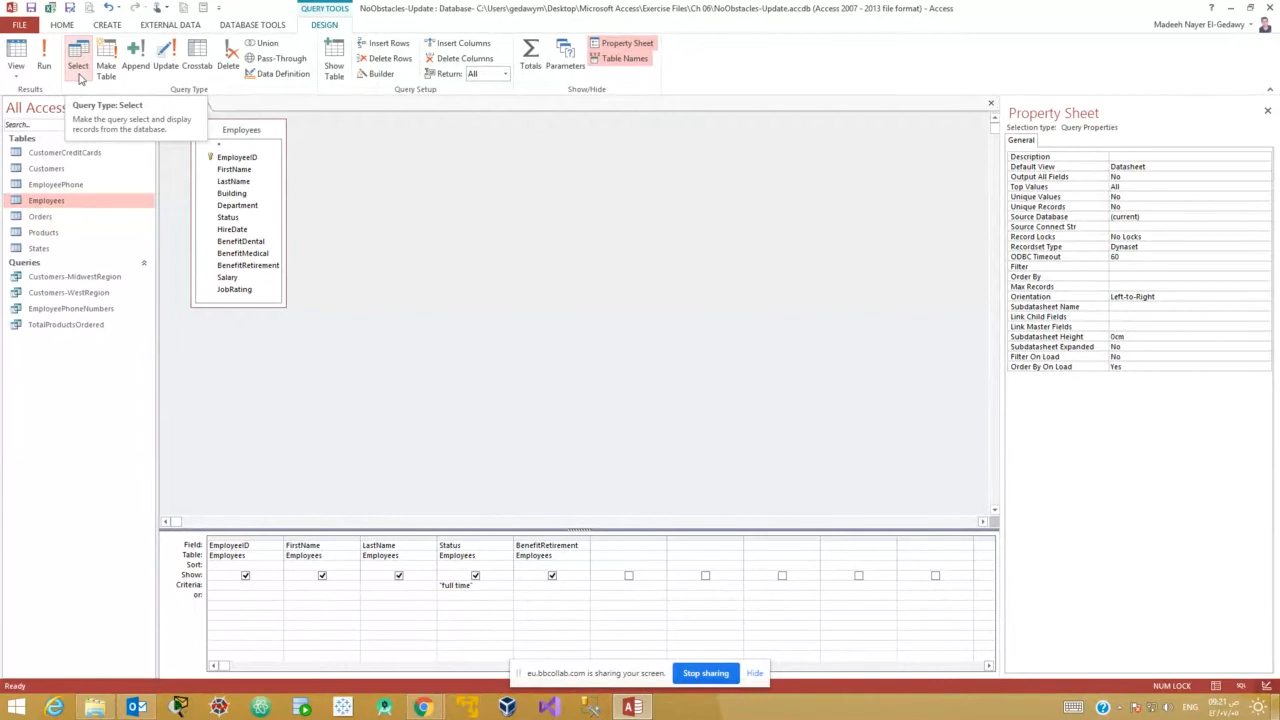 QUERY TOOLS
NoObstacles-Update : Database- C:\Users\gedawym\Desktop\Microsoft Access\Exercise Files\Ch 06\NoObstacles-Update.accdb (Access 2007 - 2013 file format) - Access
FILE HOME CREATE EXTERNAL DATA DATABASE TOOLS DESIGN
Madeeh Nayer El-Gedawy
View Run Select Make Table Append Update Crosstab Delete
Union
Pass-Through
Data Definition
Show Table
Insert Rows
Delete Rows
Builder
Insert Columns
Delete Columns
Return: All
Totals Parameters
Property Sheet
Table Names
Results Query Type Query Setup Show/Hide
Query Type: Select
Make the query select and display
records from the database.
All Access
Search...
Tables
CustomerCreditCards
Customers
EmployeePhone
Employees
Orders
Products
States
Queries
Customers-MidwestRegion
Customers-WestRegion
EmployeePhoneNumbers
TotalProductsOrdered
Employees
*
EmployeeID
FirstName
LastName
Building
Department
Status
HireDate
BenefitDental
BenefitMedical
BenefitRetirement
Salary
JobRating
Property Sheet
Selection type: Query Properties
General
Description
Default View Datasheet
Output All Fields No
Top Values All
Unique Values No
Unique Records No
Source Database (current)
Source Connect Str
Record Locks No Locks
Recordset Type Dynaset
ODBC Timeout 60
Filter
Order By
Max Records
Orientation Left-to-Right
Subdatasheet Name
Link Child Fields
Link Master Fields
Subdatasheet Height 0cm
Subdatasheet Expanded No
Filter On Load No
Order By On Load Yes
Field: EmployeeID FirstName LastName Status BenefitRetirement
Table: Employees Employees Employees Employees Employees
Sort:
Show:
Criteria: "full time"
or:
eu.bbcollab.com is sharing your screen. Stop sharing Hide
Ready
NUM LOCK
SQL
09:21 ص